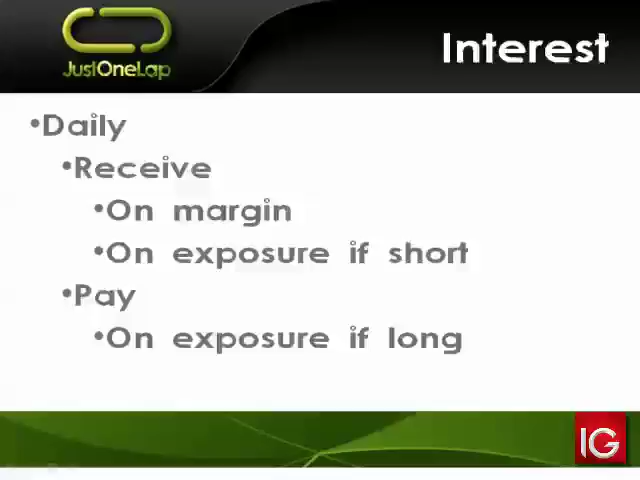 JustOneLap
Interest
•Daily
•Receive
•On margin
•On exposure if short
•Pay
•On exposure if long
IG